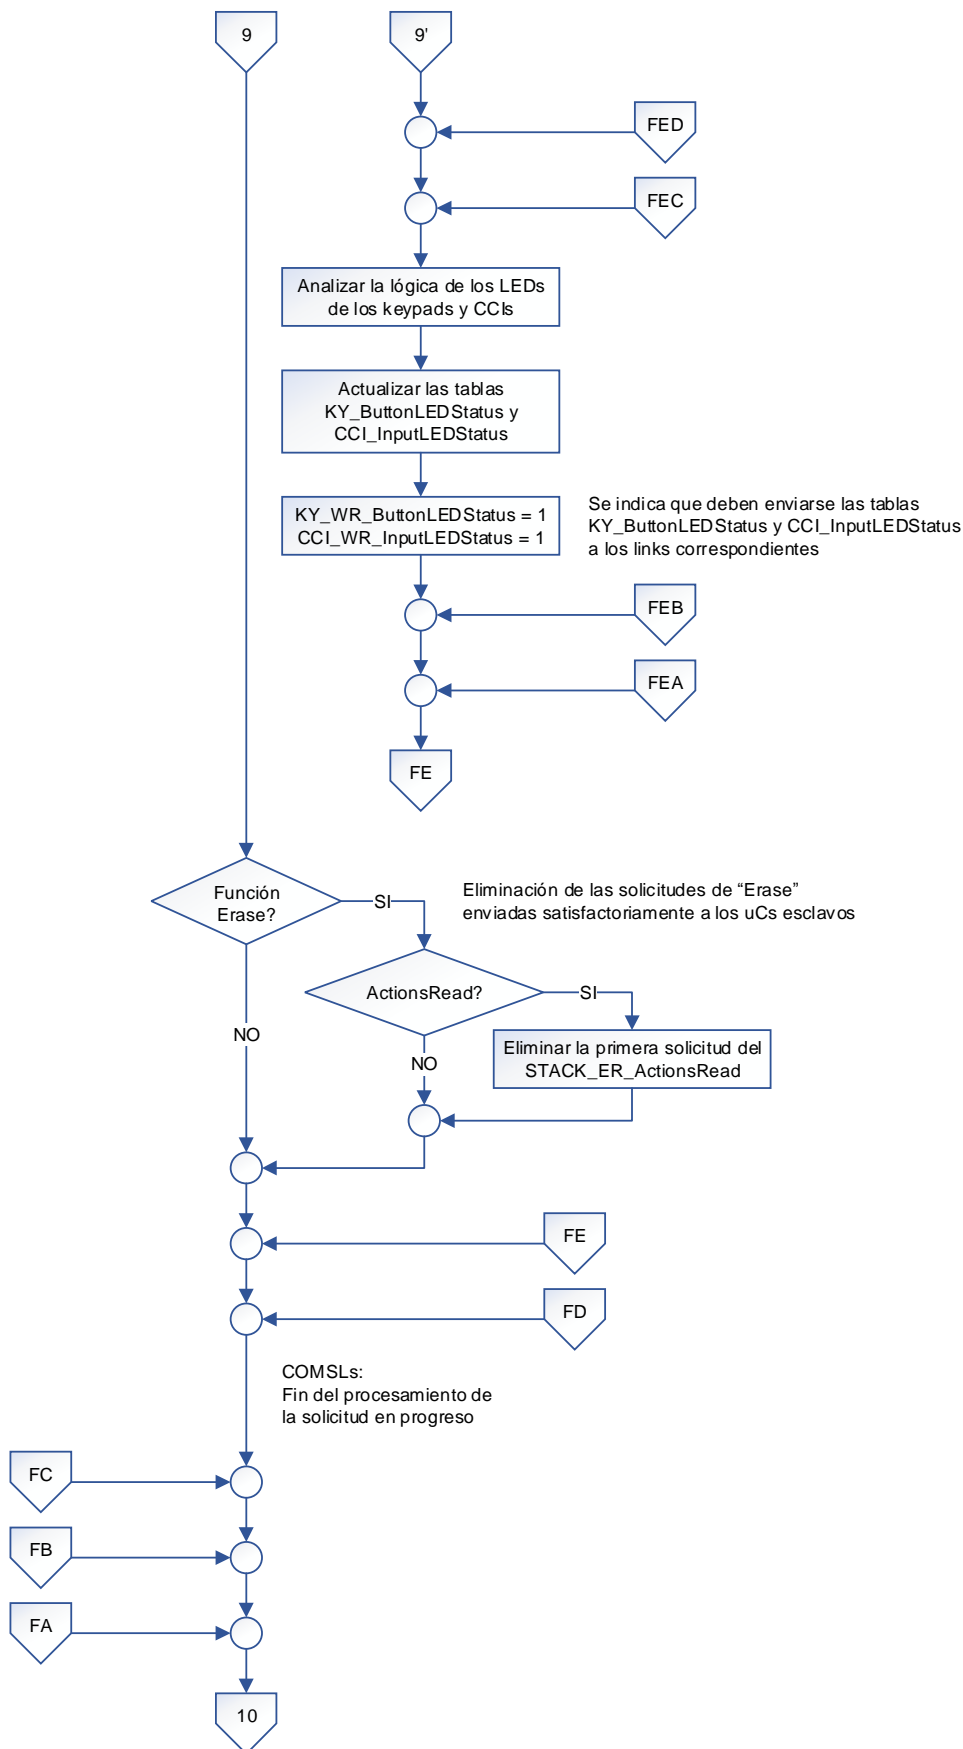 9
9'
FED
FEC
Analizar la lógica de los LEDs
de los keypads y CCIs
Actualizar las tablas
KY_ButtonLEDStatus y
CCI_InputLEDStatus
KY_WR_ButtonLEDStatus = 1
CCI_WR_InputLEDStatus = 1
Se indica que deben enviarse las tablas
KY_ButtonLEDStatus y CCI_InputLEDStatus
a los links correspondientes
FEB
FEA
FE
Función
Erase?
SI
Eliminación de las solicitudes de “Erase”
enviadas satisfactoriamente a los uCs esclavos
ActionsRead?
SI
NO
NO
Eliminar la primera solicitud del
STACK_ER_ActionsRead
FE
FD
COMSLs:
Fin del procesamiento de
la solicitud en progreso
FC
FB
FA
10